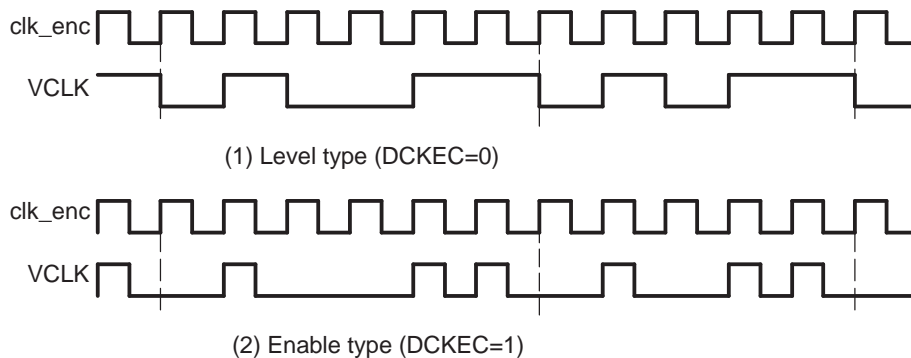 clk_enc
VCLK
(1) Level type (DCKEC=0)
clk_enc
VCLK
(2) Enable type (DCKEC=1)